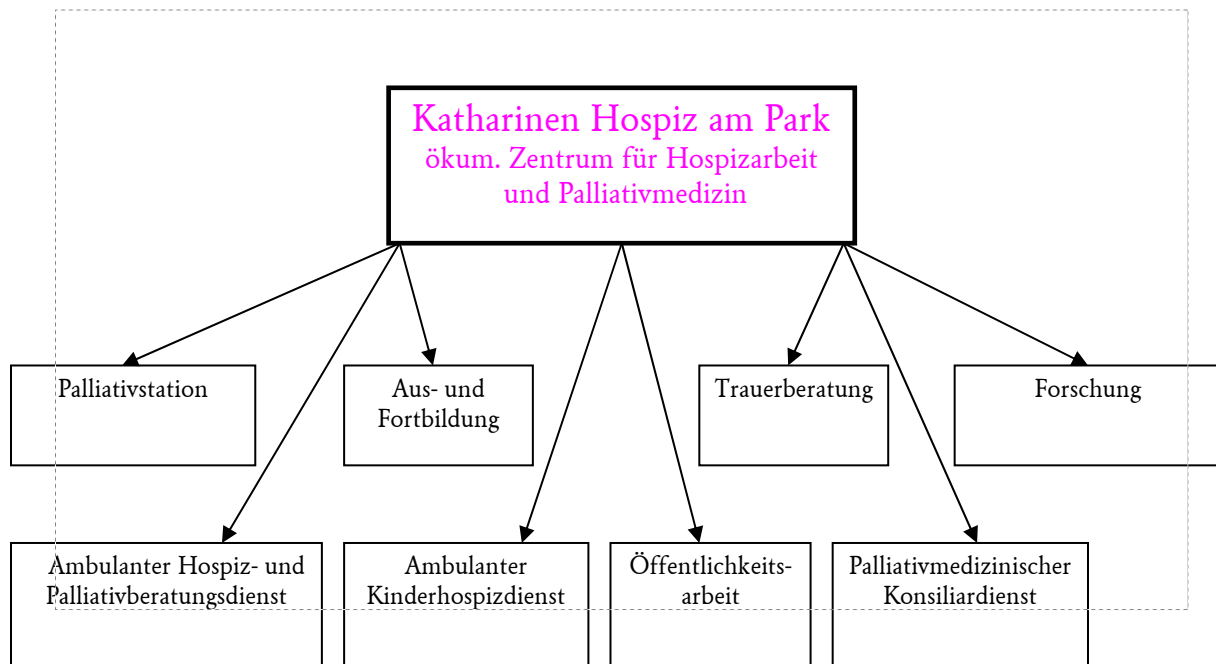 Katharinen Hospiz am Park
ökum. Zentrum für Hospizarbeit
und Palliativmedizin
Palliativstation
Aus- und
Fortbildung
Trauerberatung
Forschung
Ambulanter Hospiz- und
Palliativberatungsdienst
Ambulanter
Kinderhospizdienst
Öffentlichkeits-
arbeit
Palliativmedizinischer
Konsiliardienst